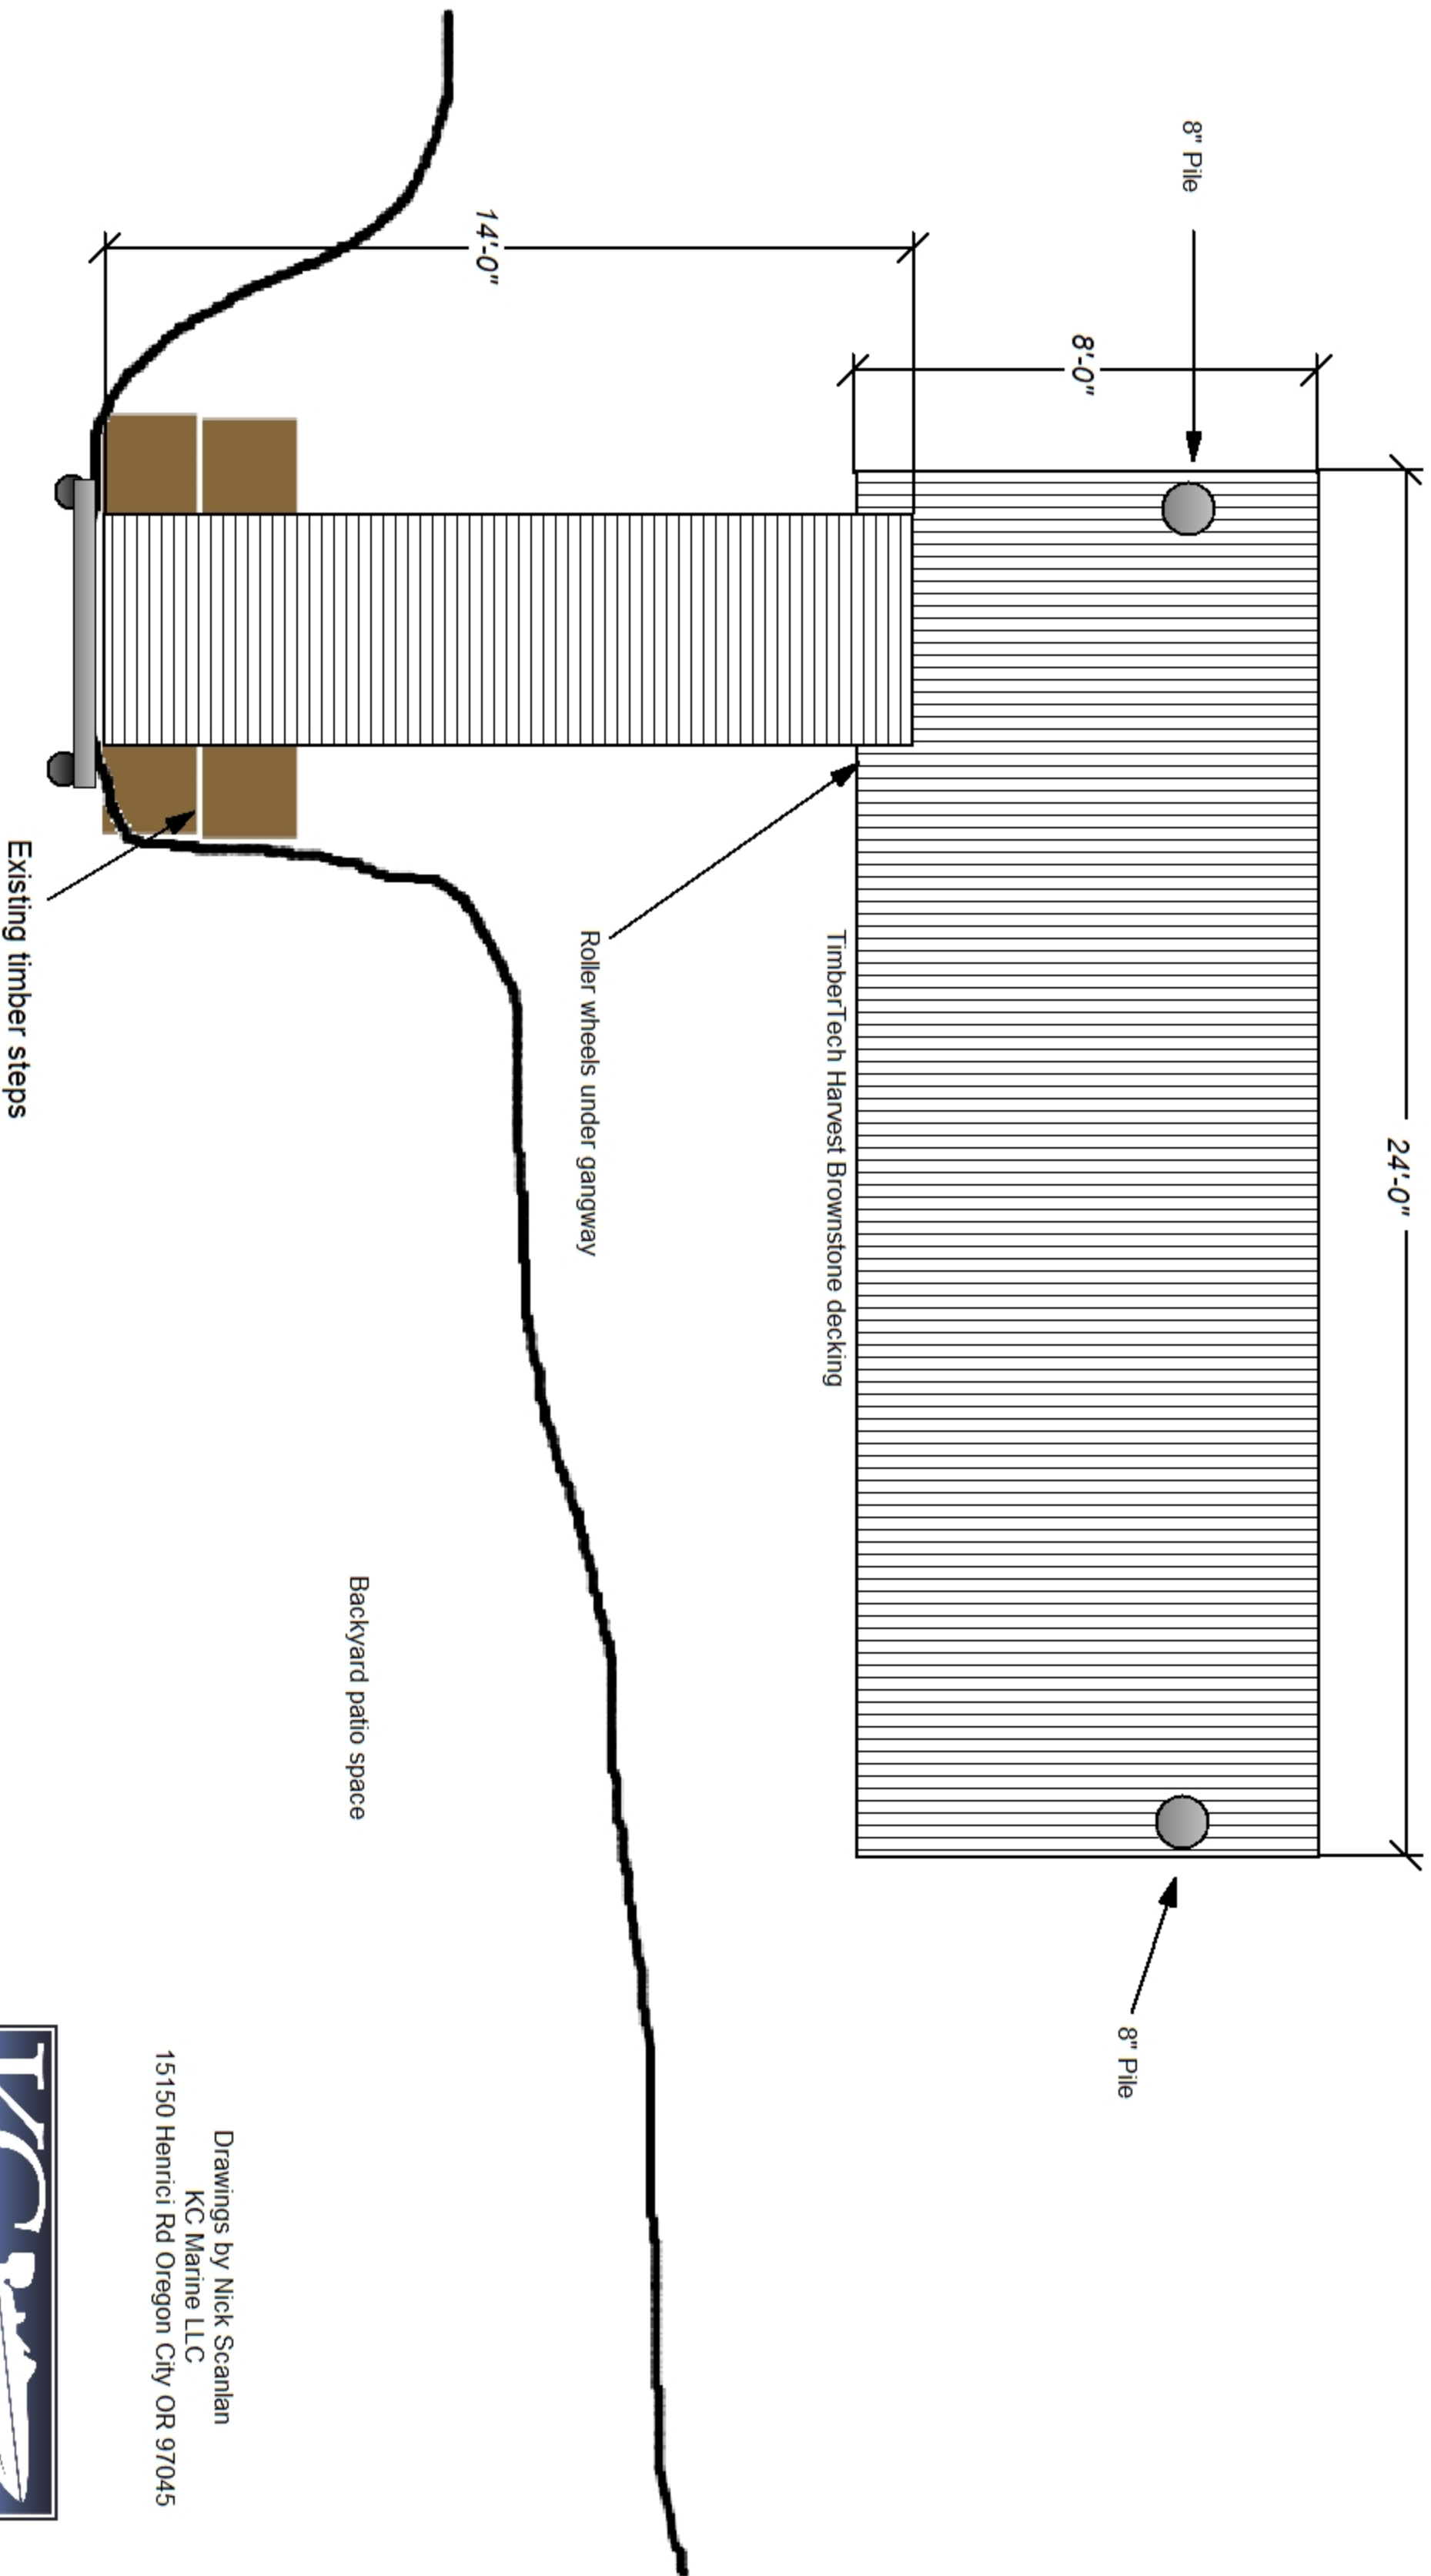 24'-0"
8" Pile
8'-0"
8" Pile
14'-0"
TimberTech Harvest Brownstone decking
Roller wheels under gangway
Backyard patio space
Drawings by Nick Scanlan
KC Marine LLC
15150 Henrici Rd Oregon City OR 97045
Existing timber steps
KC